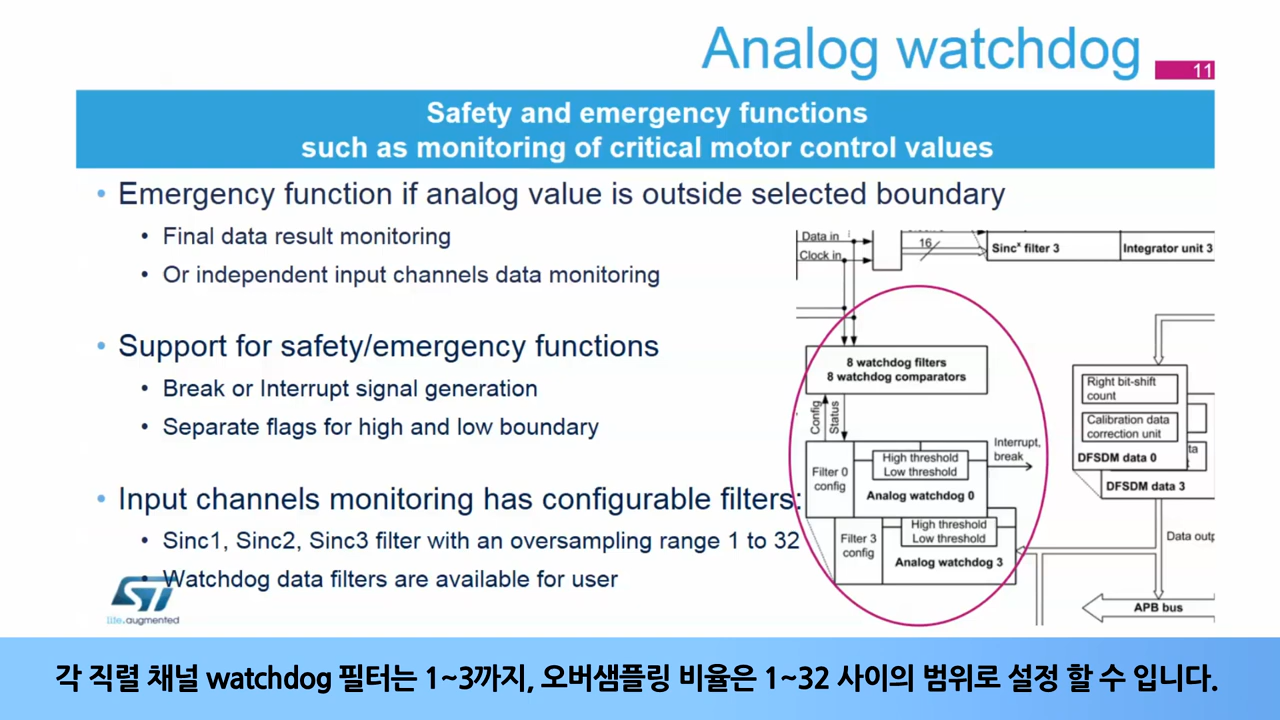 Analog watchdog
11
Safety and emergency functions
such as monitoring of critical motor control values
• Emergency function if analog value is outside selected boundary
• Final data result monitoring
• Or independent input channels data monitoring
• Support for safety/emergency functions
• Break or Interrupt signal generation
• Separate flags for high and low boundary
• Input channels monitoring has configurable filters:
• Sinc1, Sinc2, Sinc3 filter with an oversampling range 1 to 32
• Watchdog data filters are available for user
Data in
Clock in
16
Sincˣ filter 3
Integrator unit 3
8 watchdog filters
8 watchdog comparators
Config
Status
Filter 0
config
High threshold
Low threshold
Analog watchdog 0
Interrupt,
break
Filter 3
config
High threshold
Low threshold
Analog watchdog 3
Right bit-shift
count
Calibration data
correction unit
ta
DFSDM data 0
DFSDM data 3
Data outp
APB bus
ST
life.augmented
각 직렬 채널 watchdog 필터는 1~3까지, 오버샘플링 비율은 1~32 사이의 범위로 설정 할 수 입니다.